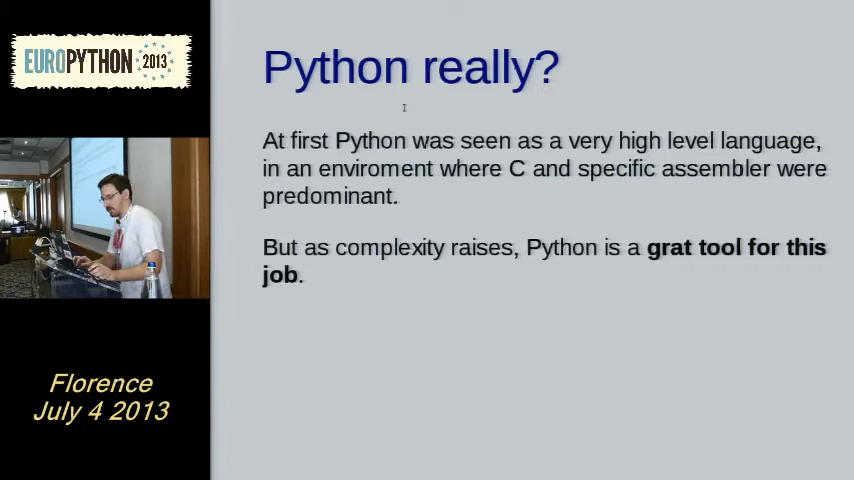 EUROPYTHON 2013
Python really?
At first Python was seen as a very high level language,
in an enviroment where C and specific assembler were
predominant.
But as complexity raises, Python is a grat tool for this
job.
Florence
July 4 2013